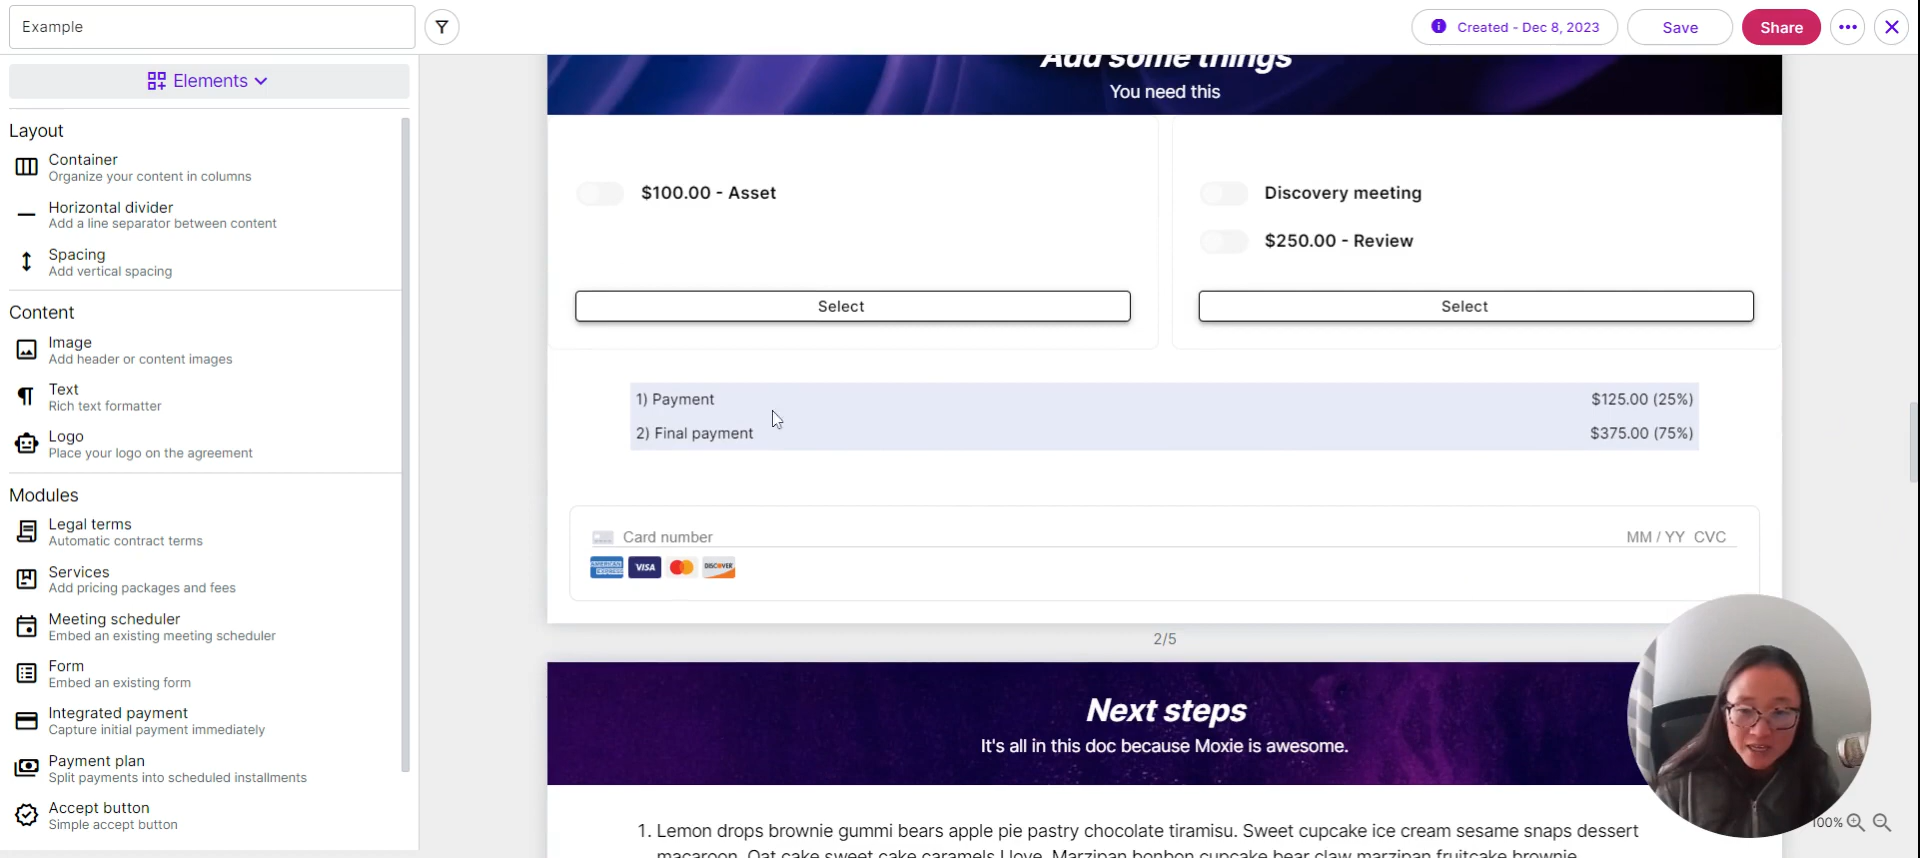 Example
Created - Dec 8, 2023
Save
Share
Elements
Layout
Container
Organize your content in columns
Horizontal divider
Add a line separator between content
Spacing
Add vertical spacing
Content
Image
Add header or content images
Text
Rich text formatter
Logo
Place your logo on the agreement
Modules
Legal terms
Automatic contract terms
Services
Add pricing packages and fees
Meeting scheduler
Embed an existing meeting scheduler
Form
Embed an existing form
Integrated payment
Capture initial payment immediately
Payment plan
Split payments into scheduled installments
Accept button
Simple accept button
Add some things
You need this
$100.00 - Asset
Select
Discovery meeting
$250.00 - Review
Select
1) Payment $125.00 (25%)
2) Final payment $375.00 (75%)
Card number MM / YY CVC
AMERICAN EXPRESS VISA DISCOVER
2/5
Next steps
It's all in this doc because Moxie is awesome.
1. Lemon drops brownie gummi bears apple pie pastry chocolate tiramisu. Sweet cupcake ice cream sesame snaps dessert
macaroon. Oat cake sweet cake caramels I love. Marzipan bonbon cupcake bear claw marzipan fruitcake brownie
100%